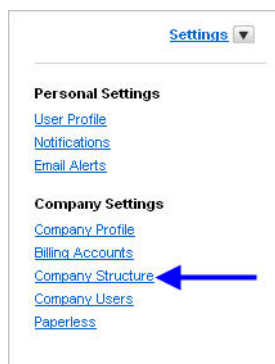 Settings
Personal Settings
User Profile
Notifications
Email Alerts
Company Settings
Company Profile
Billing Accounts
Company Structure
Company Users
Paperless